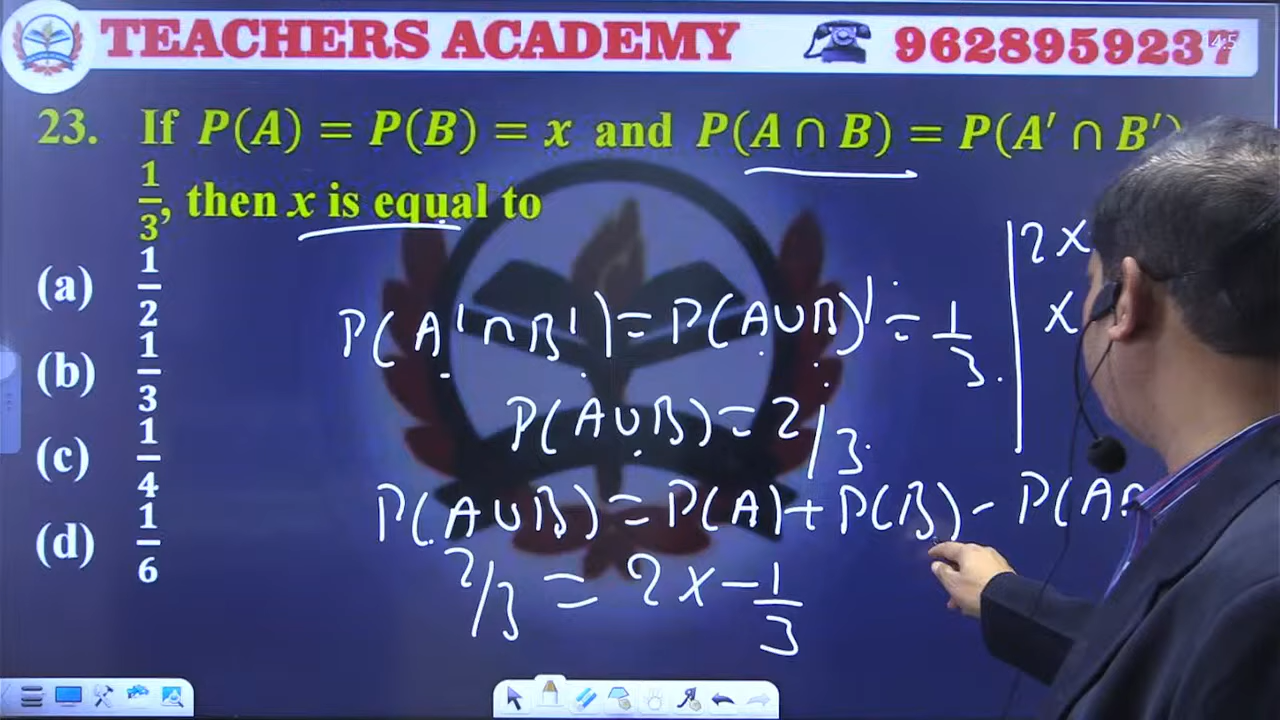 TEACHERS ACADEMY 9628959237
23. If P(A) = P(B) = x and P(A ∩ B) = P(A' ∩ B')
1/3, then x is equal to
(a) 1/2
(b) 1/3
(c) 1/4
(d) 1/6
P(A' ∩ B') = P(A∪B)' = 1/3
P(A∪B) = 2/3
P(A∪B) = P(A) + P(B) - P(A∩
2/3 = 2x - 1/3
2x
x